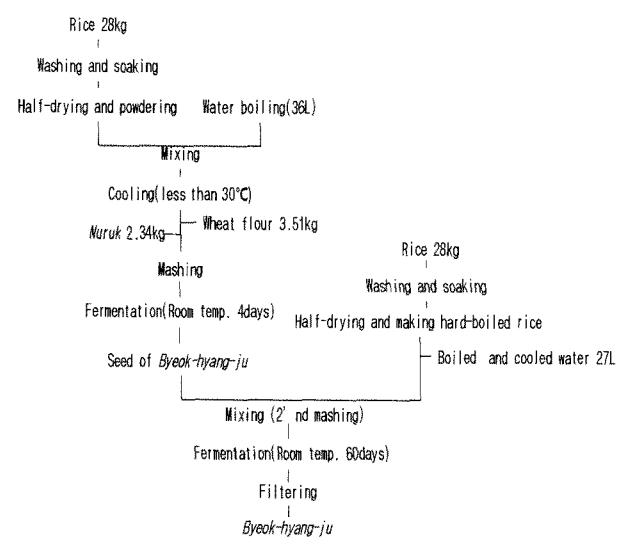 Rice 28kg
Washing and soaking
Half-drying and powdering
Water boiling(36L)
Mixing
Cooling(less than 30℃)
Nuruk 2.34kg
Wheat flour 3.51kg
Mashing
Fermentation(Room temp. 4days)
Seed of Byeok-hyang-ju
Rice 28kg
Washing and soaking
Half-drying and making hard-boiled rice
Boiled and cooled water 27L
Mixing (2' nd mashing)
Fermentation(Room temp. 60days)
Filtering
Byeok-hyang-ju